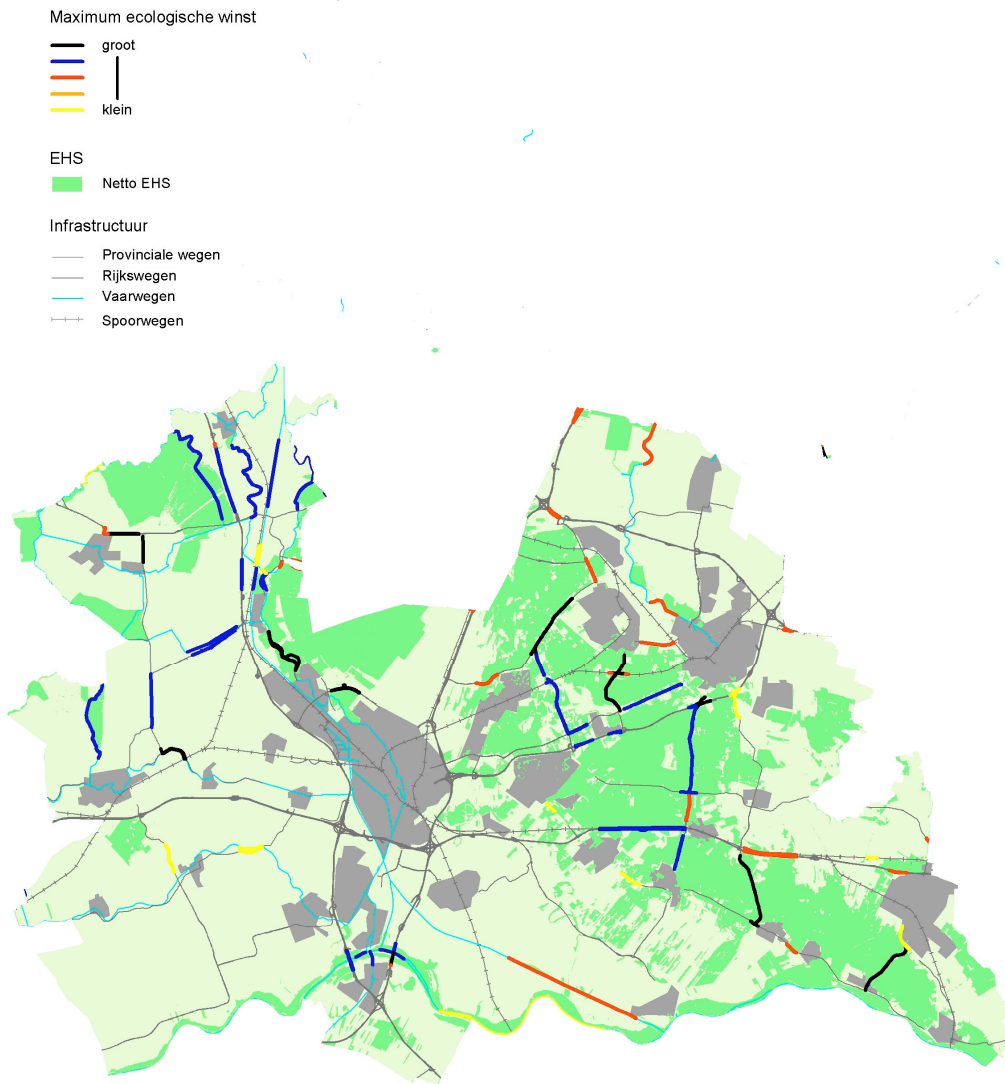 Maximum ecologische winst
groot
klein
EHS
Netto EHS
Infrastructuur
Provinciale wegen
Rijkswegen
Vaarwegen
Spoorwegen